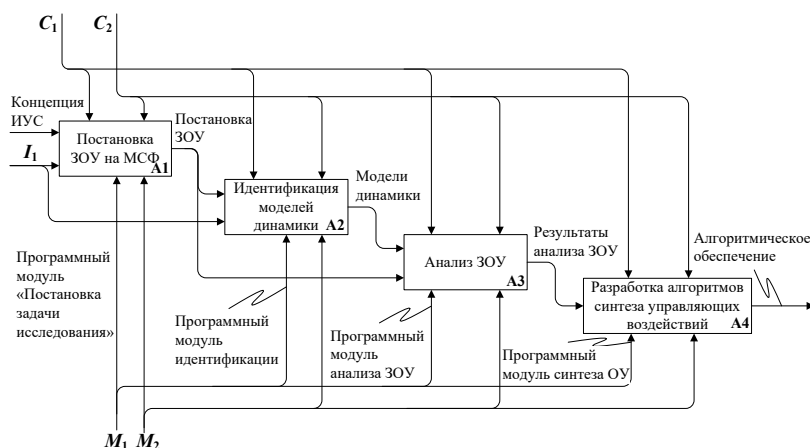 C1
C2
Концепция
ИУС
I1
Постановка
ЗОУ на МСФ
A1
Постановка
ЗОУ
Идентификация
моделей
динамики
A2
Модели
динамики
Анализ ЗОУ
A3
Результаты
анализа ЗОУ
Разработка алгоритмов
синтеза управляющих
воздействий
A4
Алгоритмическое
обеспечение
Программный
модуль
«Постановка
задачи
исследования»
Программный
модуль
идентификации
Программный
модуль
анализа ЗОУ
Программный
модуль синтеза ОУ
M1
M2